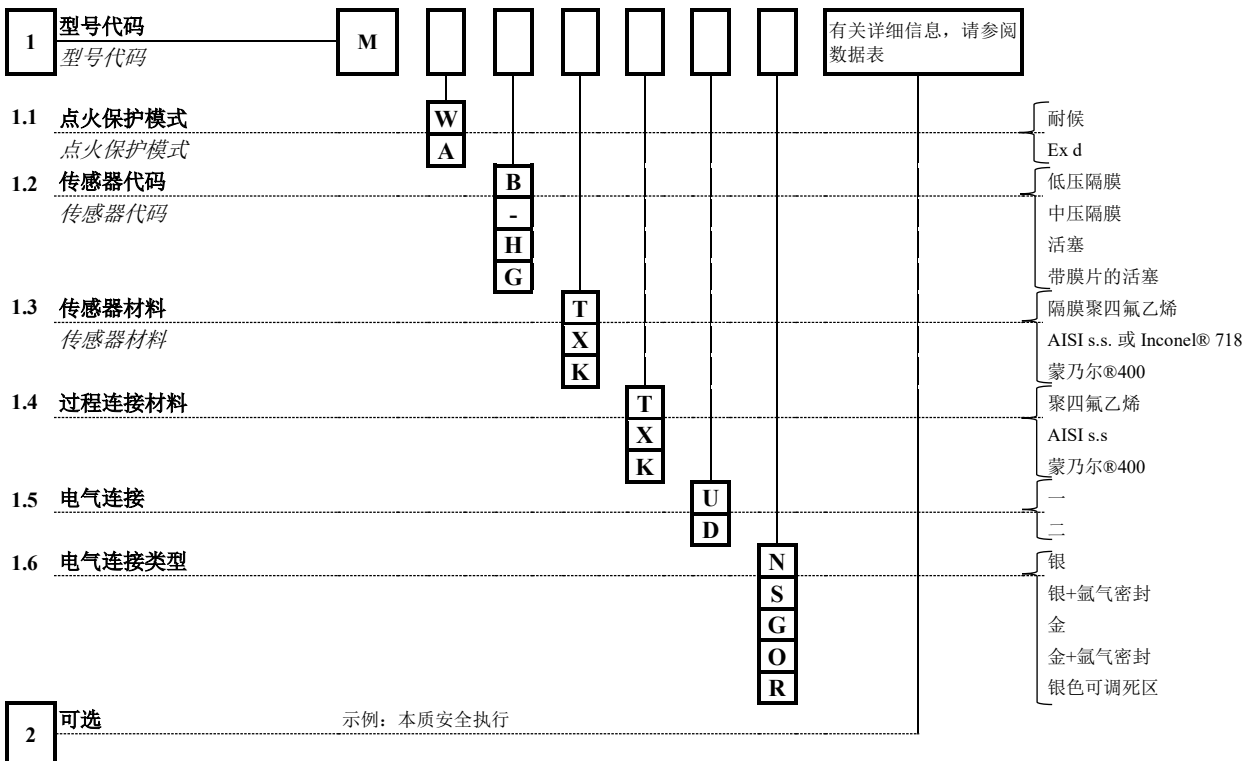 1 型号代码 M 有关详细信息，请参阅
型号代码 数据表
1.1 点火保护模式 W 耐候
点火保护模式 A Ex d
1.2 传感器代码 B 低压隔膜
传感器代码 - 中压隔膜
H 活塞
G 带膜片的活塞
1.3 传感器材料 T 隔膜聚四氟乙烯
传感器材料 X AISI s.s. 或 Inconel® 718
K 蒙乃尔®400
1.4 过程连接材料 T 聚四氟乙烯
X AISI s.s
K 蒙乃尔®400
1.5 电气连接 U 一
D 二
1.6 电气连接类型 N 银
S 银+氩气密封
G 金
O 金+氩气密封
R 银色可调死区
2 可选 示例：本质安全执行